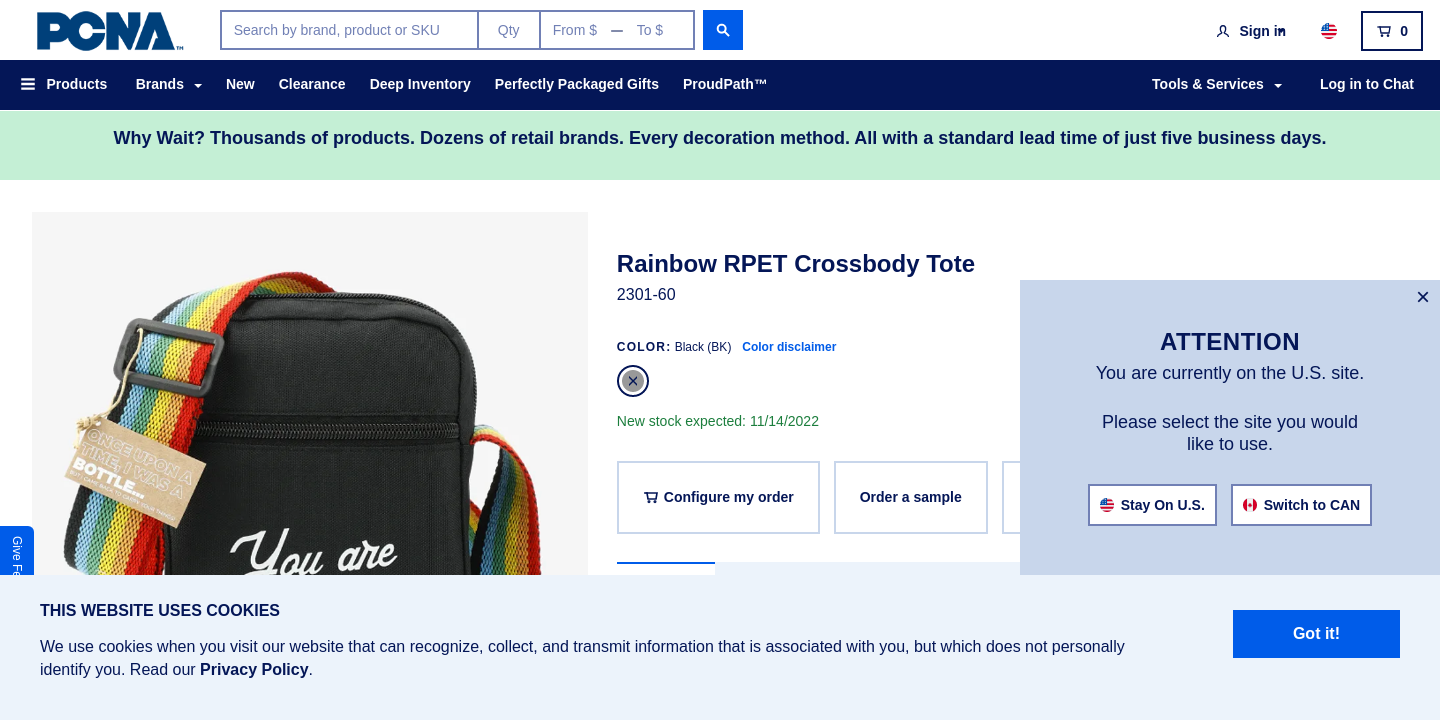 PCNA™
Search by brand, product or SKU
Qty
From $ — To $
Sign in
0
Products
Brands
New
Clearance
Deep Inventory
Perfectly Packaged Gifts
ProudPath™
Tools & Services
Log in to Chat
Why Wait? Thousands of products. Dozens of retail brands. Every decoration method. All with a standard lead time of just five business days.
ONCE UPON A
TIME, I WAS A
BOTTLE...
You are
Rainbow RPET Crossbody Tote
2301-60
COLOR: Black (BK) Color disclaimer
New stock expected: 11/14/2022
Configure my order
Order a sample
×
ATTENTION
You are currently on the U.S. site.
Please select the site you would
like to use.
Stay On U.S.
Switch to CAN
Give
THIS WEBSITE USES COOKIES
We use cookies when you visit our website that can recognize, collect, and transmit information that is associated with you, but which does not personally
identify you. Read our Privacy Policy.
Got it!